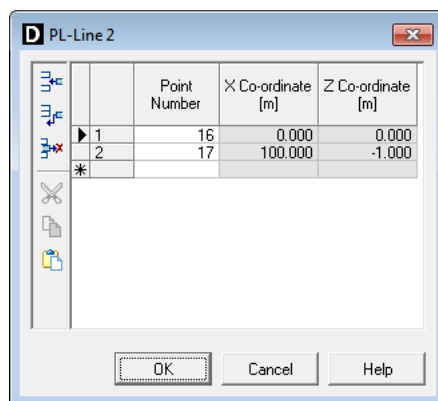 D PL-Line 2
Point Number X Co-ordinate [m] Z Co-ordinate [m]
1 16 0.000 0.000
2 17 100.000 -1.000
*
OK Cancel Help